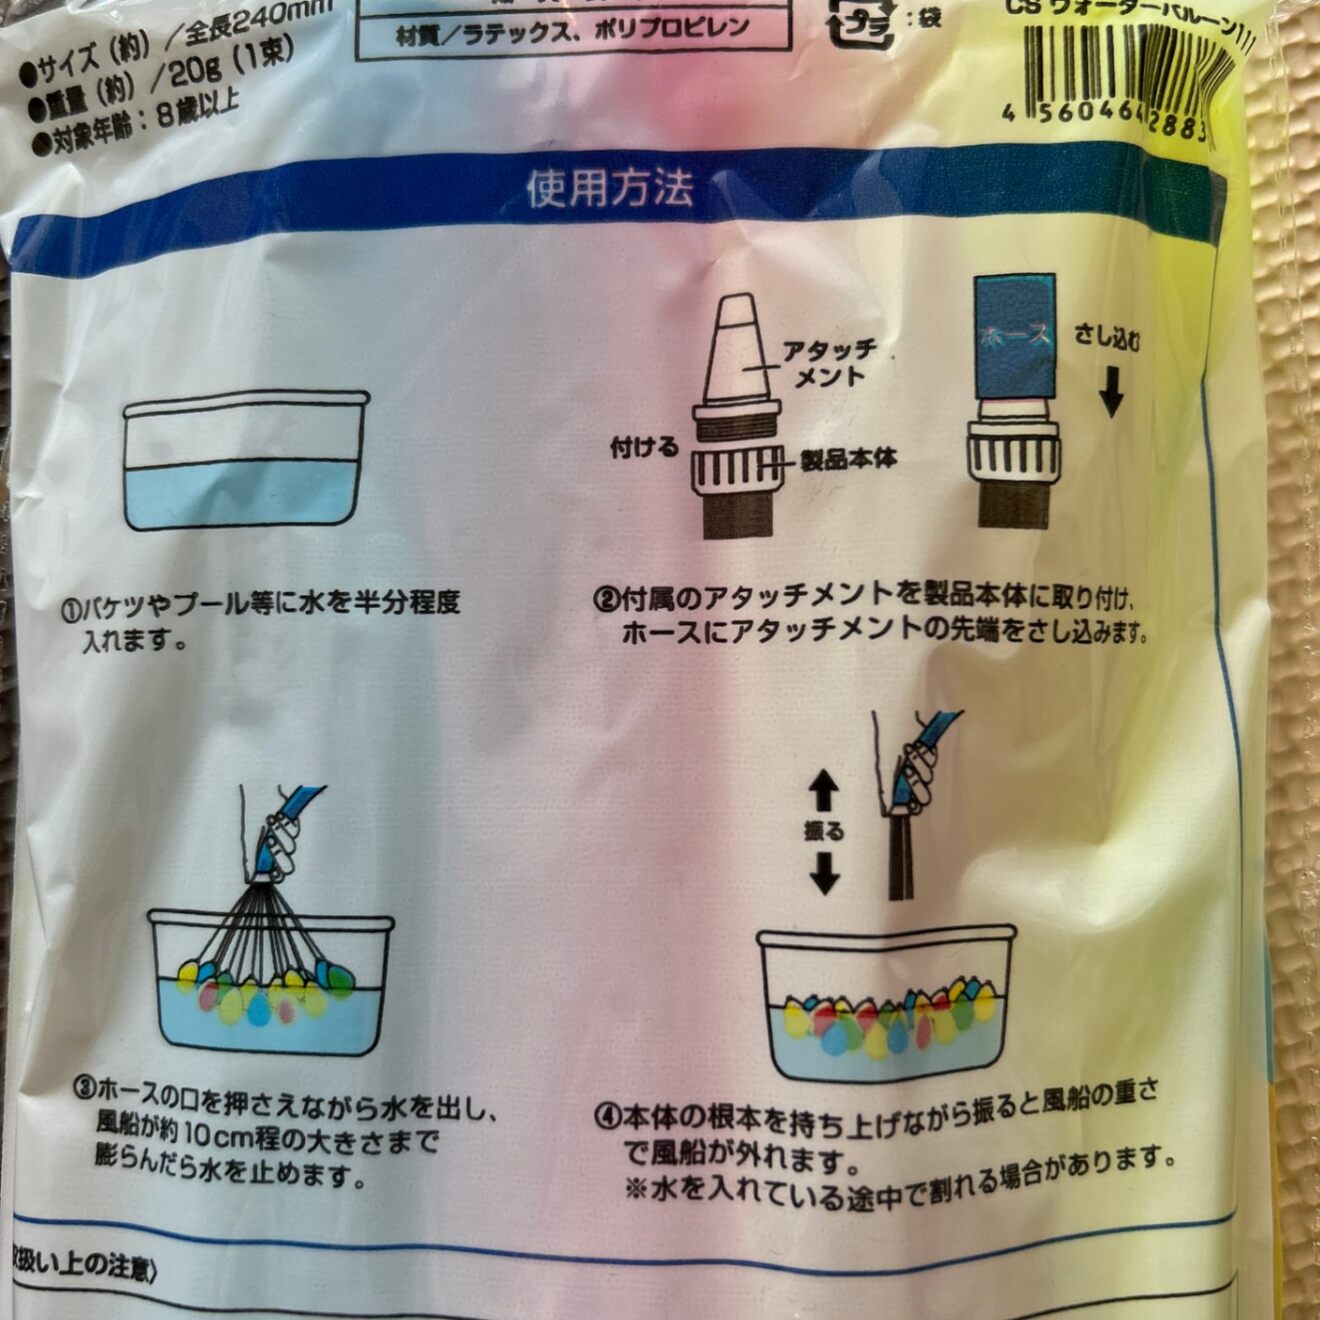 ●サイズ（約）／全長240mm
●重量（約）／20g（1束）
●対象年齢：8歳以上
材質／ラテックス、ポリプロピレン
プラ：袋
CS ウォーターバルーン111
4 560464 2883
使用方法
アタッチ
メント
付ける
製品本体
ホース
さし込む
①バケツやプール等に水を半分程度
入れます。
②付属のアタッチメントを製品本体に取り付け、
ホースにアタッチメントの先端をさし込みます。
振る
③ホースの口を押さえながら水を出し、
風船が約10cm程の大きさまで
膨らんだら水を止めます。
④本体の根本を持ち上げながら振ると風船の重さ
で風船が外れます。
※水を入れている途中で割れる場合があります。
扱い上の注意〉